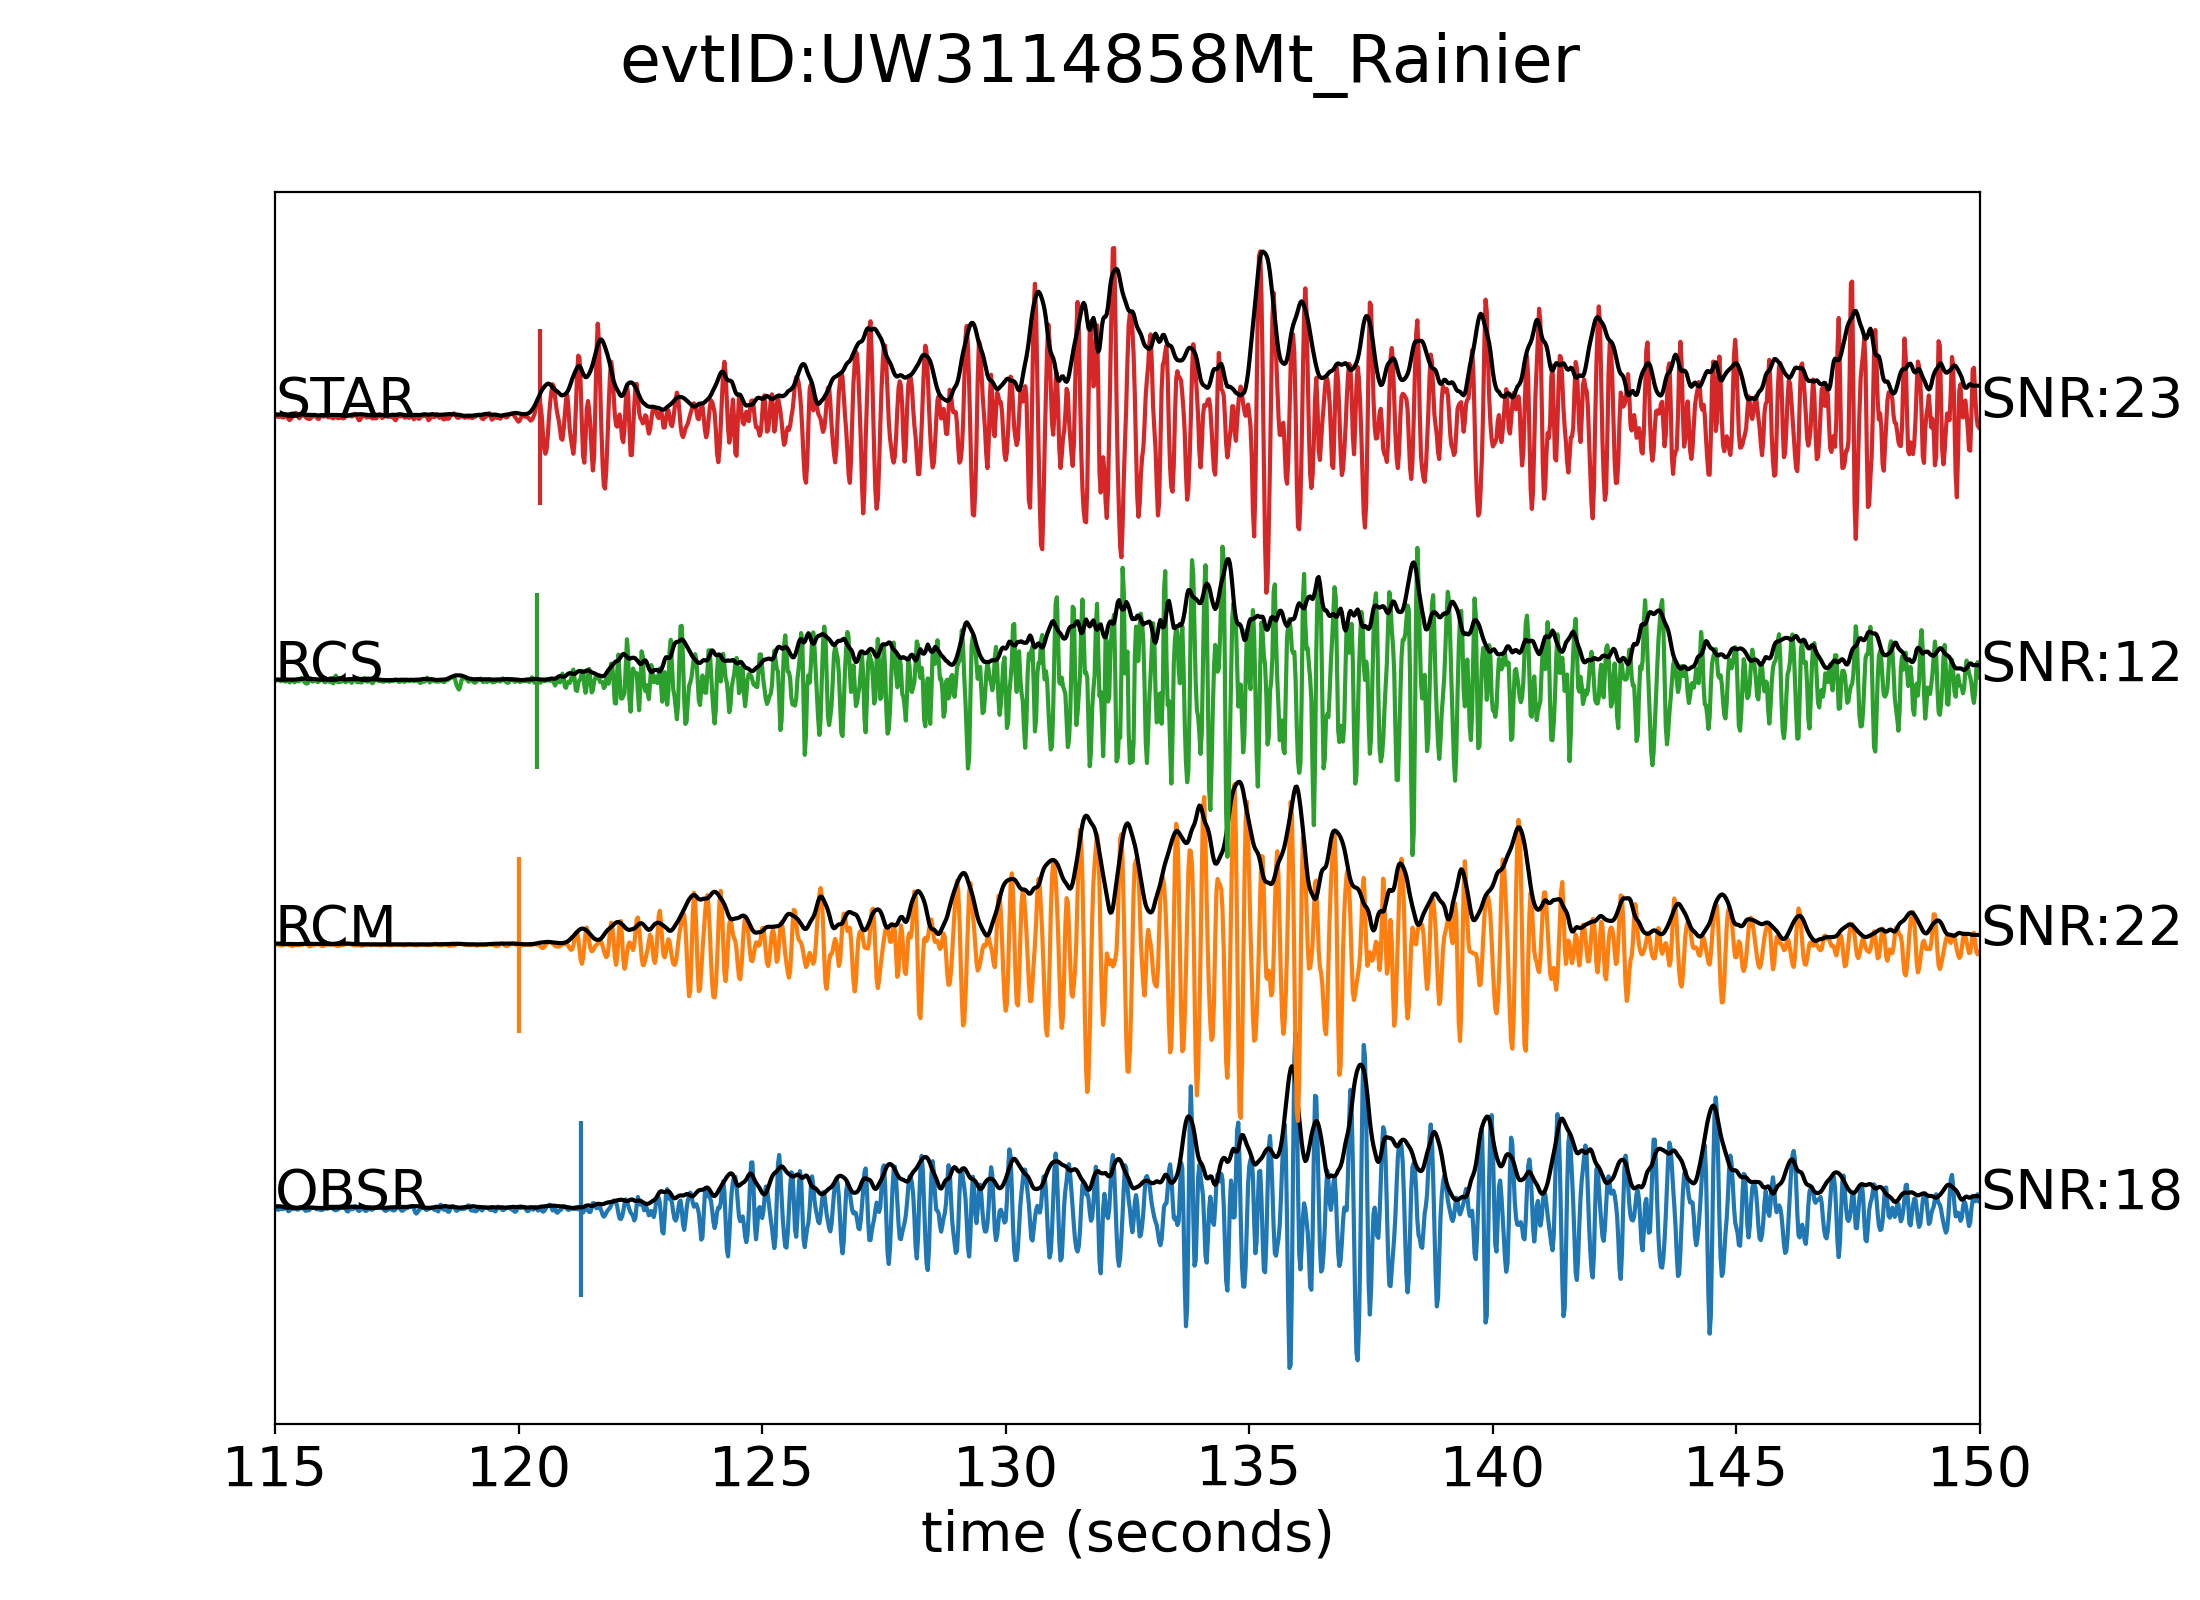 evtID:UW3114858Mt_Rainier
STAR SNR:23
RCS SNR:12
RCM SNR:22
OBSR SNR:18
115 120 125 130 135 140 145 150
time (seconds)